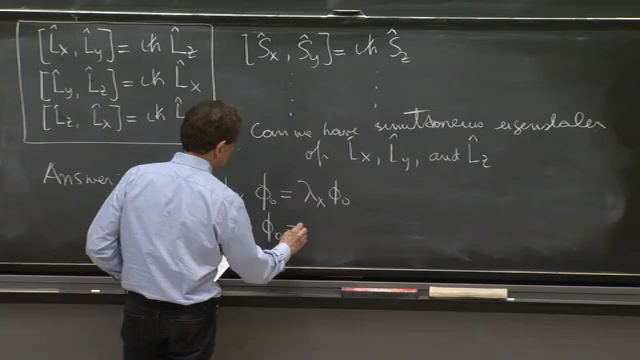 [L̂x, L̂y] = iħ L̂z
[L̂y, L̂z] = iħ L̂x
[L̂z, L̂x] = iħ L̂
[Ŝx, Ŝy] = iħ Ŝz
Can we have simultaneous eigenstates
of L̂x, L̂y, and L̂z
Answer:
x ϕ₀ = λx ϕ₀
ϕ₀ =